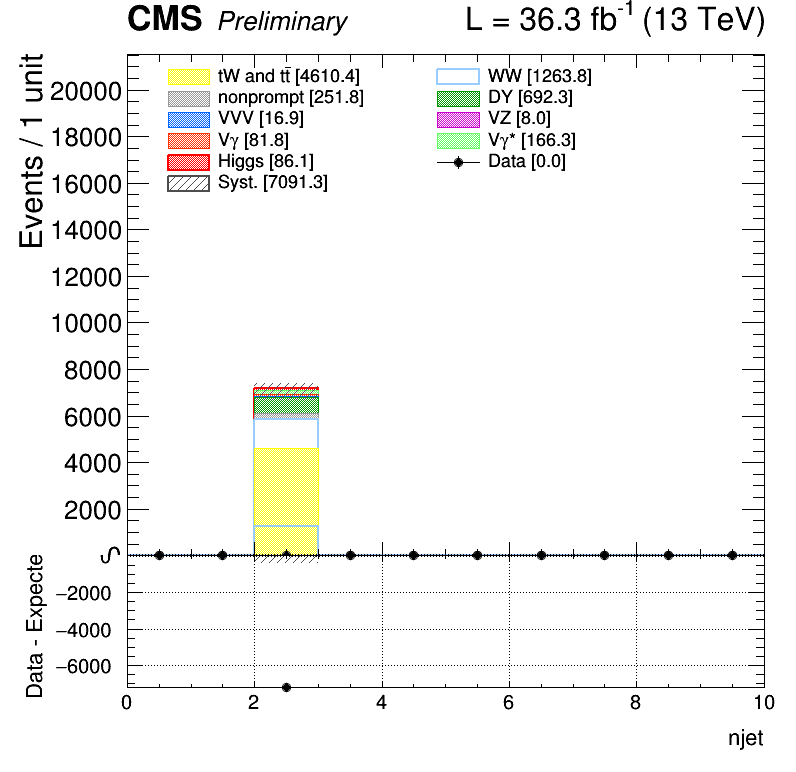 CMS Preliminary L = 36.3 fb⁻¹ (13 TeV)
Events / 1 unit
20000
18000
16000
14000
12000
10000
8000
6000
4000
2000
tW and tt̄ [4610.4]
nonprompt [251.8]
VVV [16.9]
Vγ [81.8]
Higgs [86.1]
Syst. [7091.3]
WW [1263.8]
DY [692.3]
VZ [8.0]
Vγ* [166.3]
Data [0.0]
Data - Expecte
−2000
−4000
−6000
0 2 4 6 8 10
njet